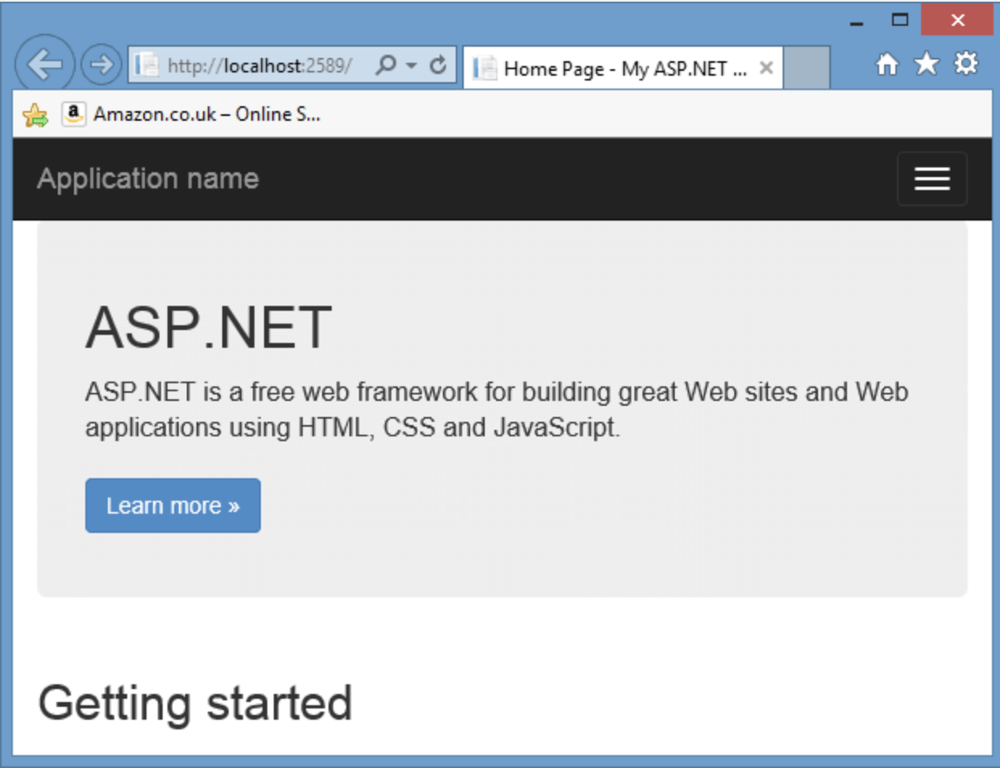 http://localhost:2589/
Home Page - My ASP.NET ...
a Amazon.co.uk – Online S...
Application name
ASP.NET
ASP.NET is a free web framework for building great Web sites and Web
applications using HTML, CSS and JavaScript.
Learn more »
Getting started